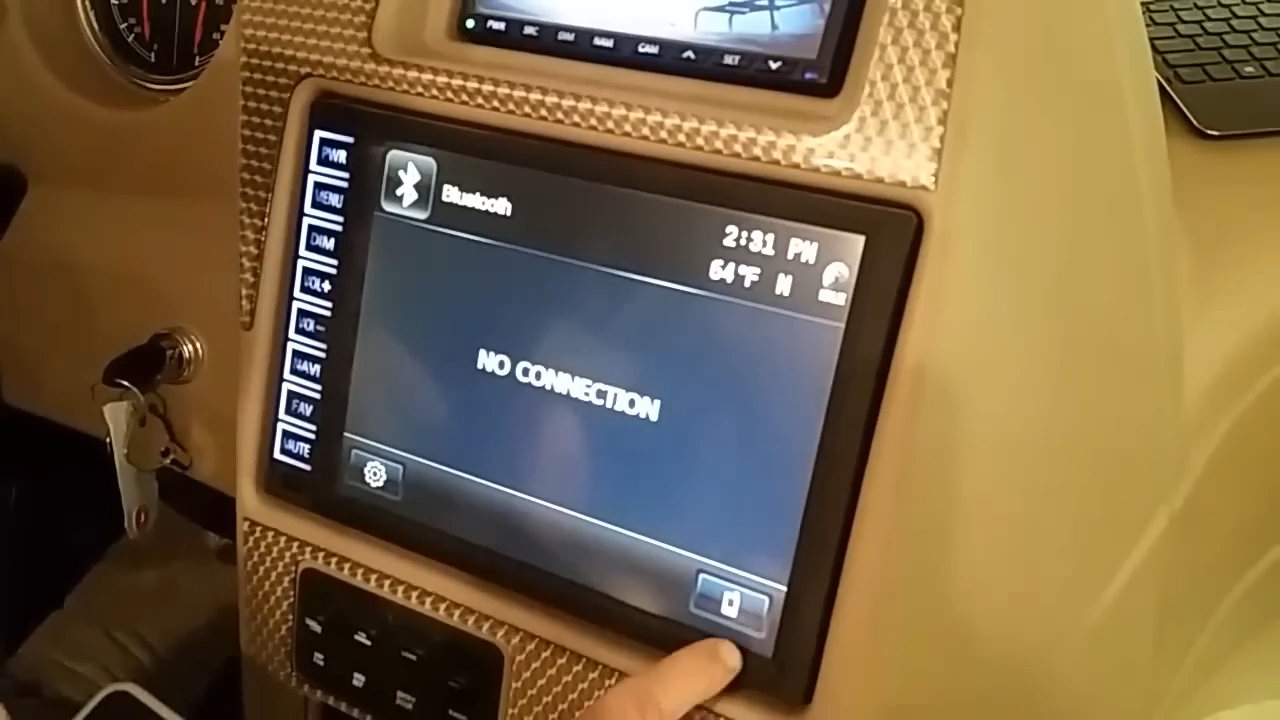 PWR SRC DIM NAVI CAM SET
PWR
MENU
DIM
VOL+
VOL-
NAVI
FAV
MUTE
Bluetooth
2:31 PM
64°F N
NO CONNECTION